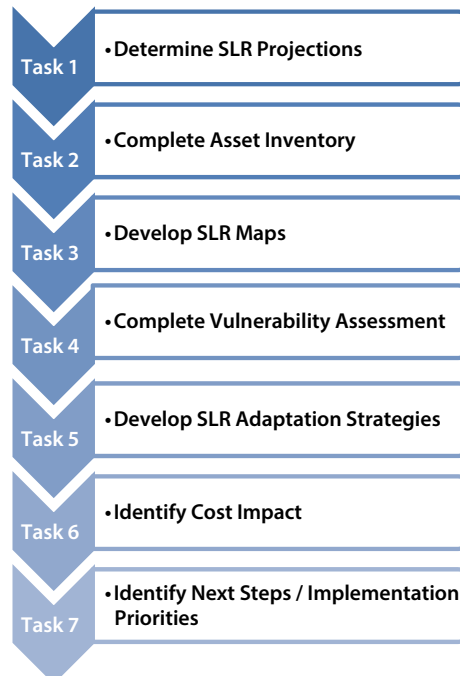 Task 1
•Determine SLR Projections
Task 2
•Complete Asset Inventory
Task 3
•Develop SLR Maps
Task 4
•Complete Vulnerability Assessment
Task 5
•Develop SLR Adaptation Strategies
Task 6
•Identify Cost Impact
Task 7
•Identify Next Steps / Implementation
Priorities